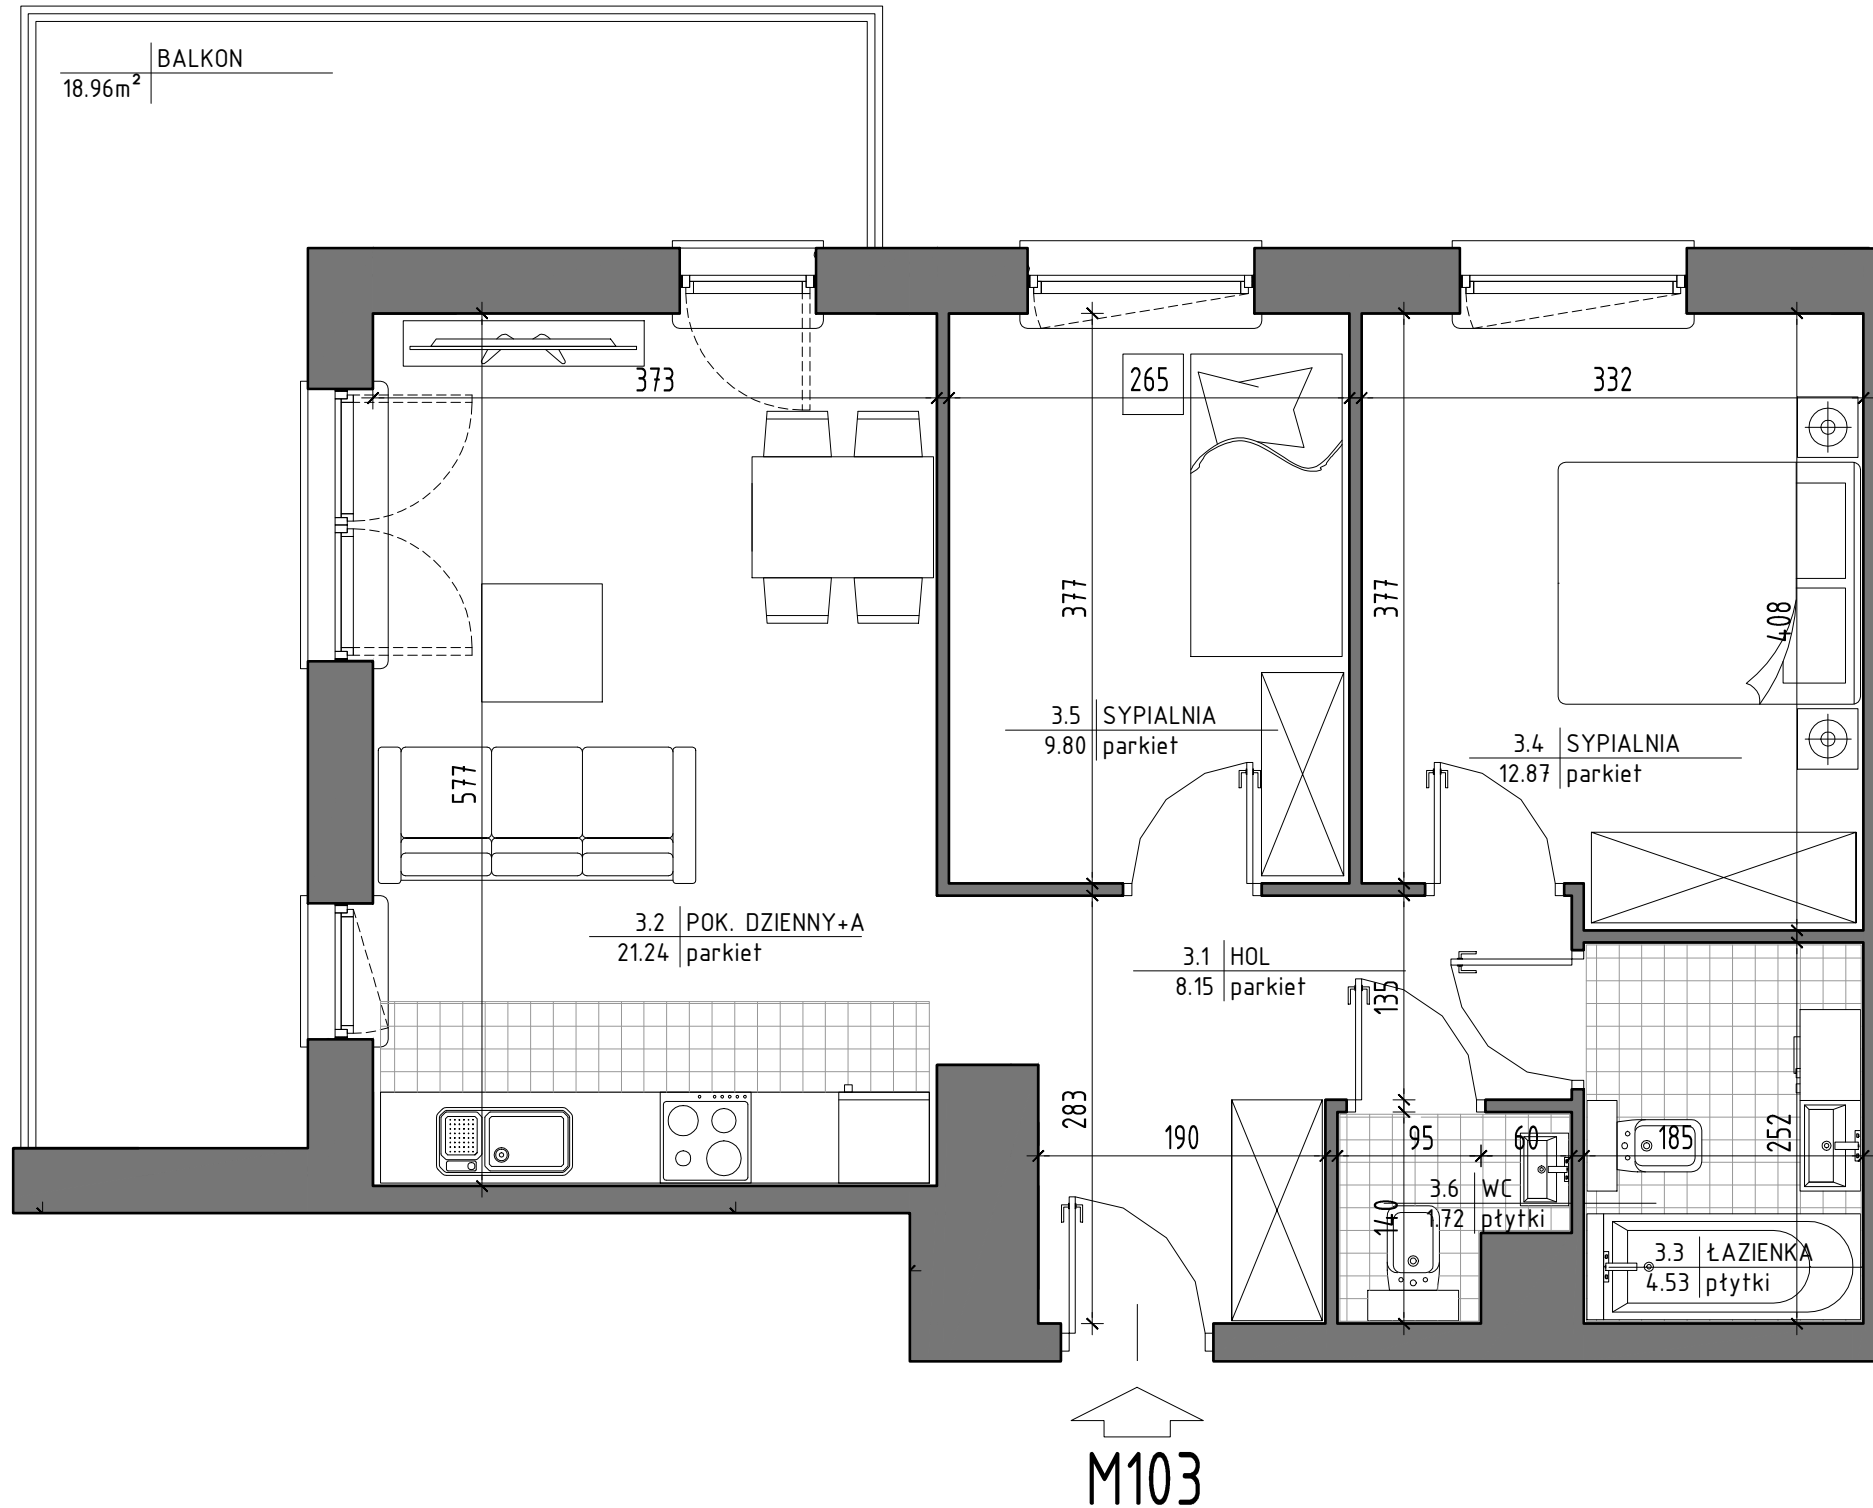 BALKON
18.96m²
373
265
332
377
377
408
577
3.5 SYPIALNIA
9.80 parkiet
3.4 SYPIALNIA
12.87 parkiet
3.2 POK. DZIENNY+A
21.24 parkiet
3.1 HOL
8.15 parkiet
135
283
190
95
60
185
252
140
3.6 WC
1.72 płytki
3.3 ŁAZIENKA
4.53 płytki
M103